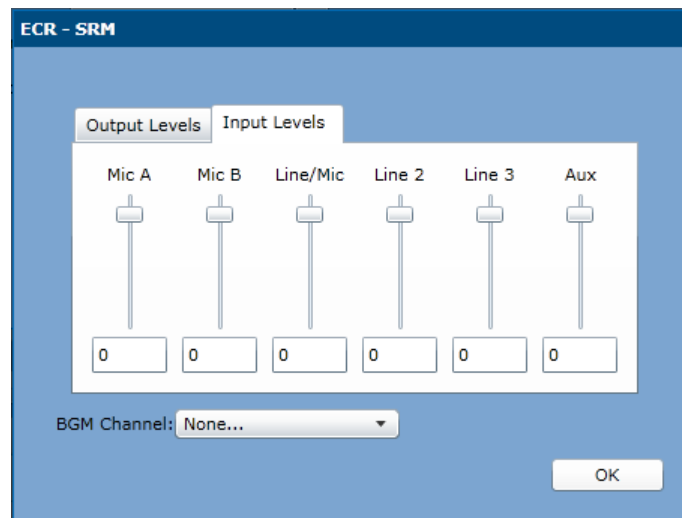 ECR - SRM
Output Levels Input Levels
Mic A Mic B Line/Mic Line 2 Line 3 Aux
0 0 0 0 0 0
BGM Channel: None...
OK